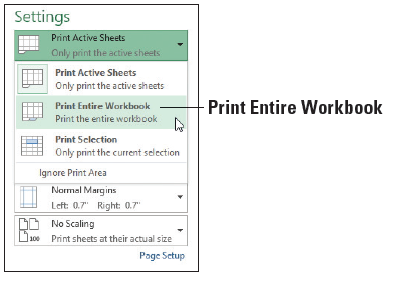 Settings
Print Active Sheets
Only print the active sheets
Print Active Sheets
Only print the active sheets
Print Entire Workbook
Print the entire workbook
Print Entire Workbook
Print Selection
Only print the current selection
Ignore Print Area
Normal Margins
Left: 0.7" Right: 0.7"
No Scaling
100
Print sheets at their actual size
Page Setup